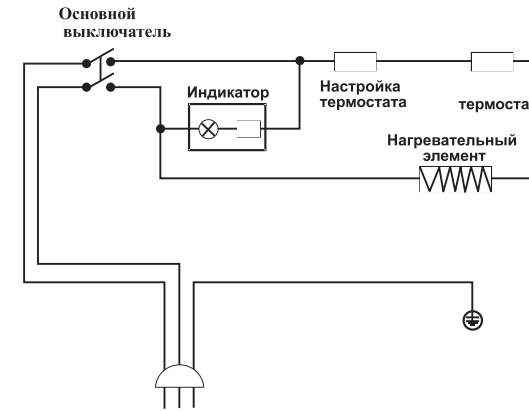 Основной
выключатель
Индикатор
Настройка
термостата
термоста
Нагревательный
элемент